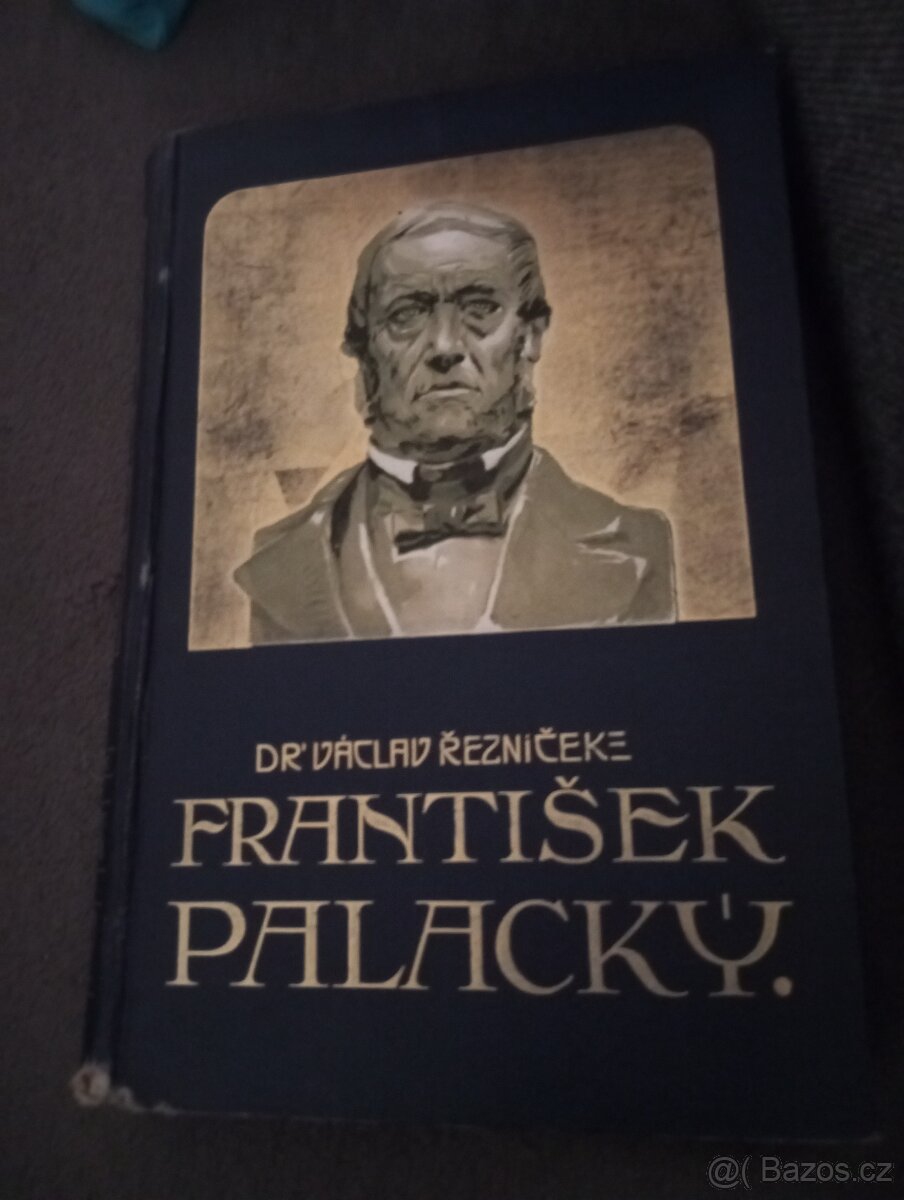 DR' VÁCLAV ŘEZNÍČEK
FRANTIŠEK
PALACKÝ.
@( Bazos.cz